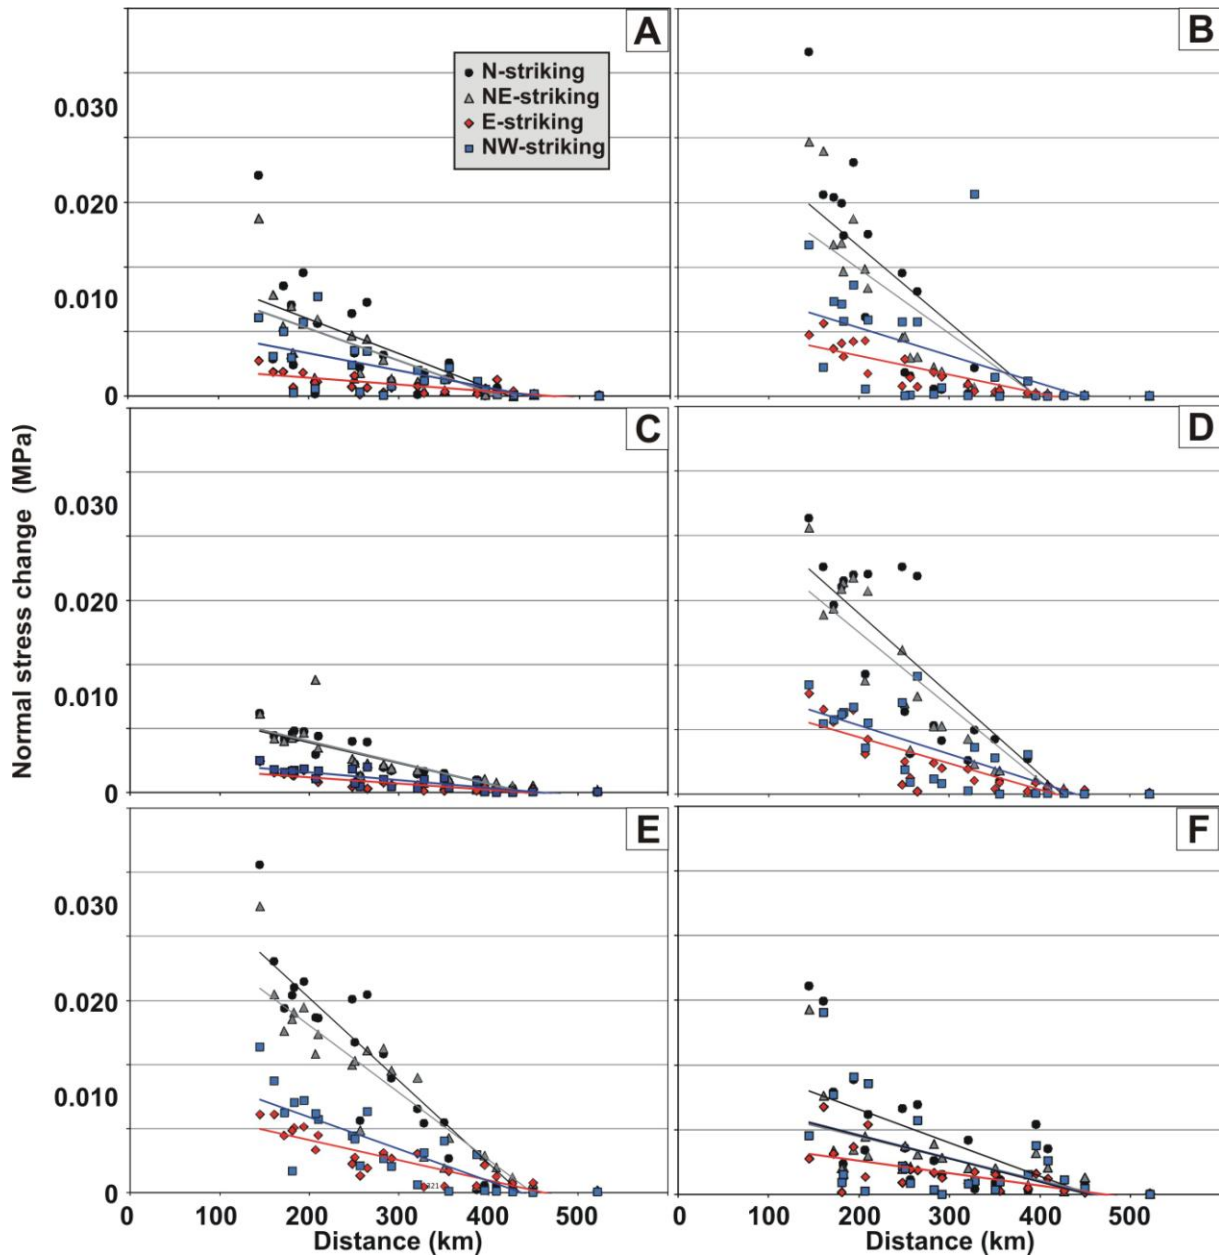 A
B
N-striking
NE-striking
E-striking
NW-striking
0.030
0.020
0.010
0
C
D
0.030
0.020
0.010
0
E
F
0.030
0.020
0.010
0
321
Normal stress change (MPa)
0 100 200 300 400 500
0 100 200 300 400 500
Distance (km)
Distance (km)